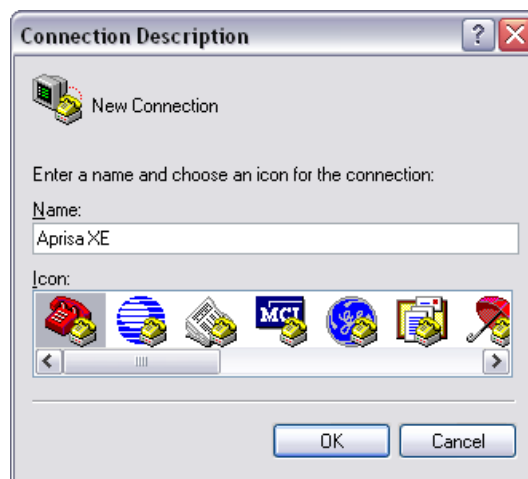 Connection Description
New Connection
Enter a name and choose an icon for the connection:
Name:
Aprisa XE
Icon:
MCI
OK
Cancel